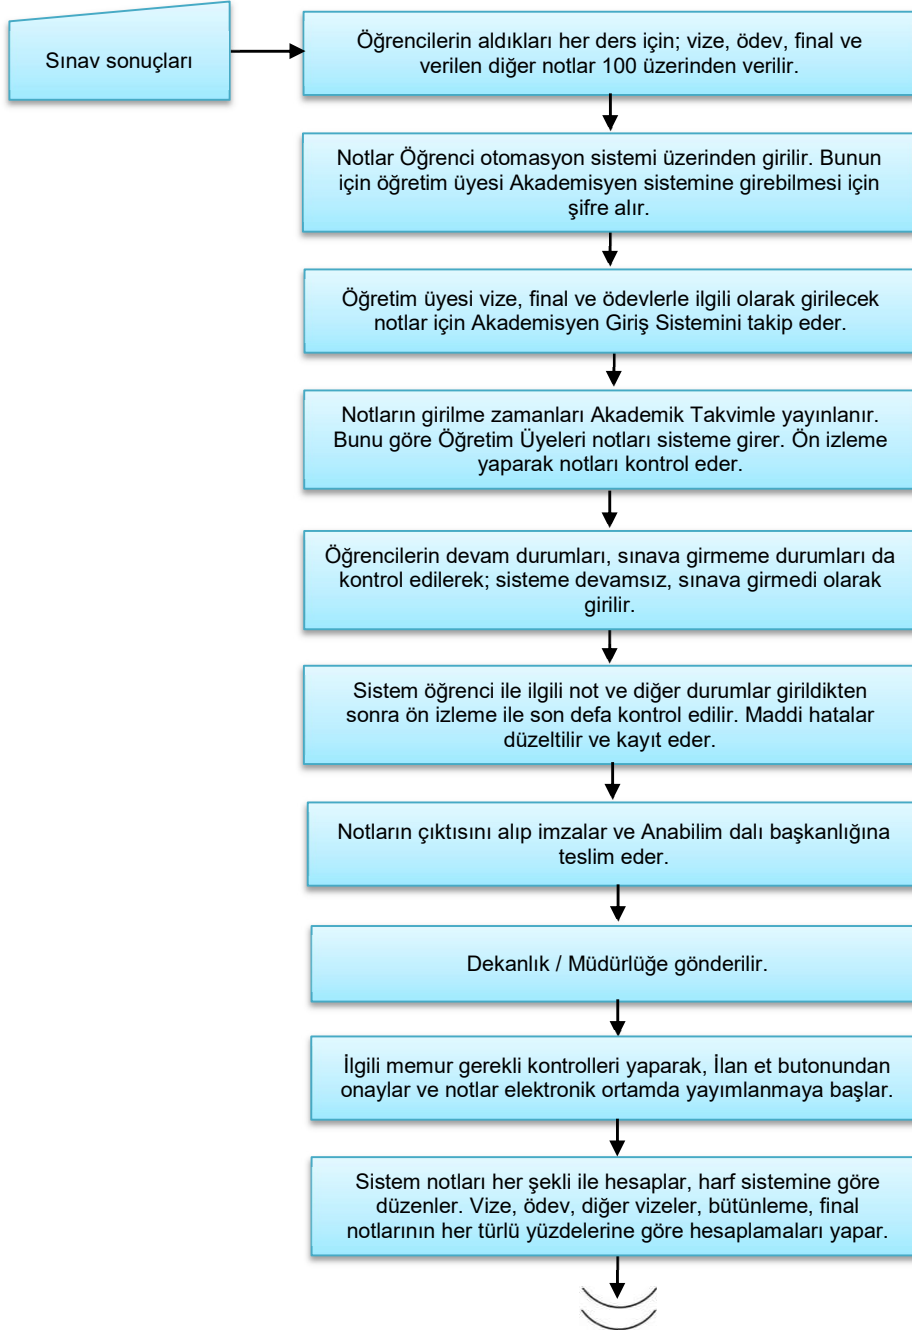 Sınav sonuçları
Öğrencilerin aldıkları her ders için; vize, ödev, final ve
verilen diğer notlar 100 üzerinden verilir.
Notlar Öğrenci otomasyon sistemi üzerinden girilir. Bunun
için öğretim üyesi Akademisyen sistemine girebilmesi için
şifre alır.
Öğretim üyesi vize, final ve ödevlerle ilgili olarak girilecek
notlar için Akademisyen Giriş Sistemini takip eder.
Notların girilme zamanları Akademik Takvimle yayınlanır.
Bunu göre Öğretim Üyeleri notları sisteme girer. Ön izleme
yaparak notları kontrol eder.
Öğrencilerin devam durumları, sınava girmeme durumları da
kontrol edilerek; sisteme devamsız, sınava girmedi olarak
girilir.
Sistem öğrenci ile ilgili not ve diğer durumlar girildikten
sonra ön izleme ile son defa kontrol edilir. Maddi hatalar
düzeltilir ve kayıt eder.
Notların çıktısını alıp imzalar ve Anabilim dalı başkanlığına
teslim eder.
Dekanlık / Müdürlüğe gönderilir.
İlgili memur gerekli kontrolleri yaparak, İlan et butonundan
onaylar ve notlar elektronik ortamda yayımlanmaya başlar.
Sistem notları her şekli ile hesaplar, harf sistemine göre
düzenler. Vize, ödev, diğer vizeler, bütünleme, final
notlarının her türlü yüzdelerine göre hesaplamaları yapar.